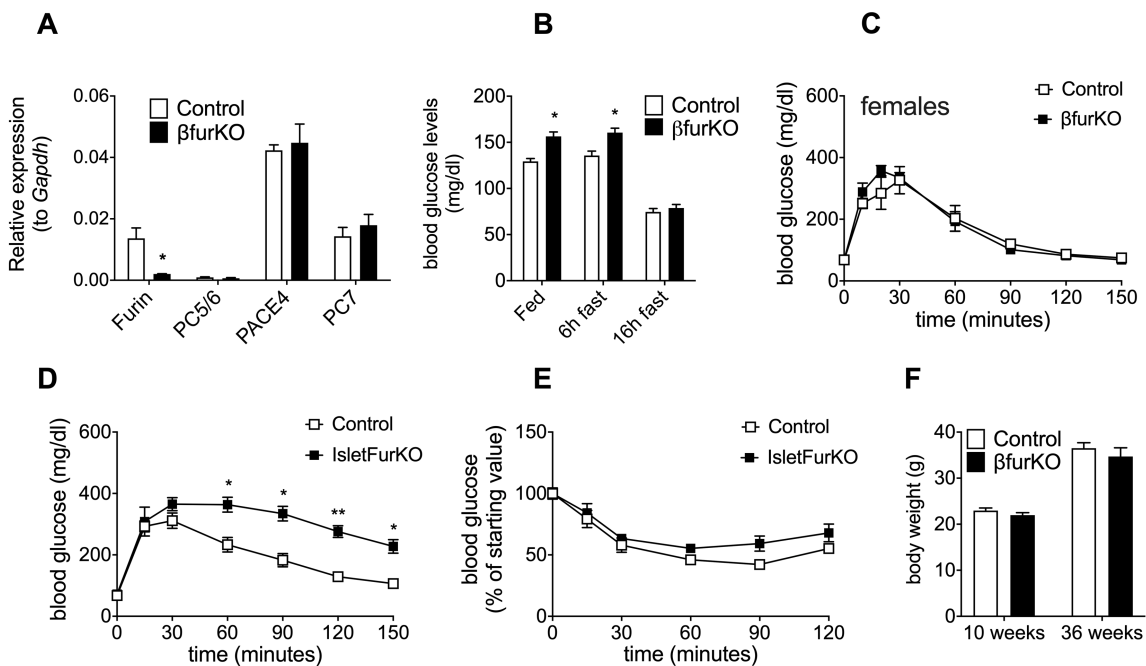 A
Relative expression
(to Gapdh)
0.06
0.04
0.02
0.00
Control
βfurKO
*
Furin
PC5/6
PACE4
PC7
B
blood glucose levels
(mg/dl)
200
150
100
50
0
Control
βfurKO
*
*
Fed
6h fast
16h fast
C
blood glucose (mg/dl)
600
400
200
0
females
Control
βfurKO
0 30 60 90 120 150
time (minutes)
D
blood glucose (mg/dl)
600
400
200
0
Control
IsletFurKO
* * ** *
0 30 60 90 120 150
time (minutes)
E
blood glucose
(% of starting value)
150
100
50
0
Control
IsletFurKO
0 30 60 90 120
time (minutes)
F
body weight (g)
40
30
20
10
0
Control
βfurKO
10 weeks 36 weeks